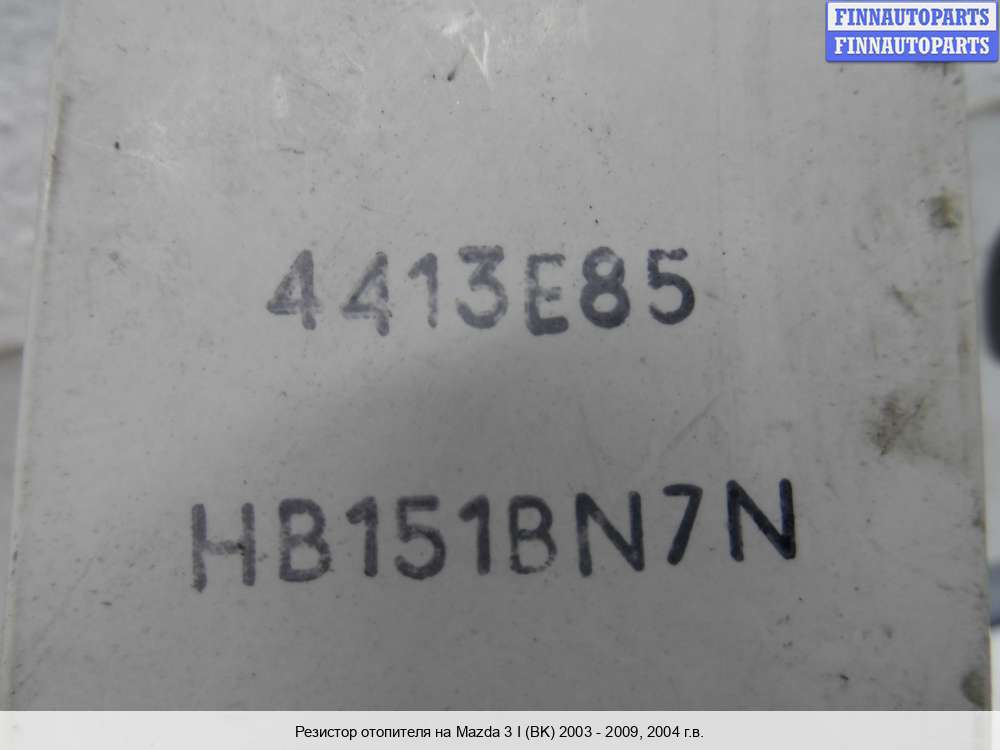 FINNAUTOPARTS
FINNAUTOPARTS
4413E85
HB151BN7N
Резистор отопителя на Mazda 3 I (BK) 2003 - 2009, 2004 г.в.